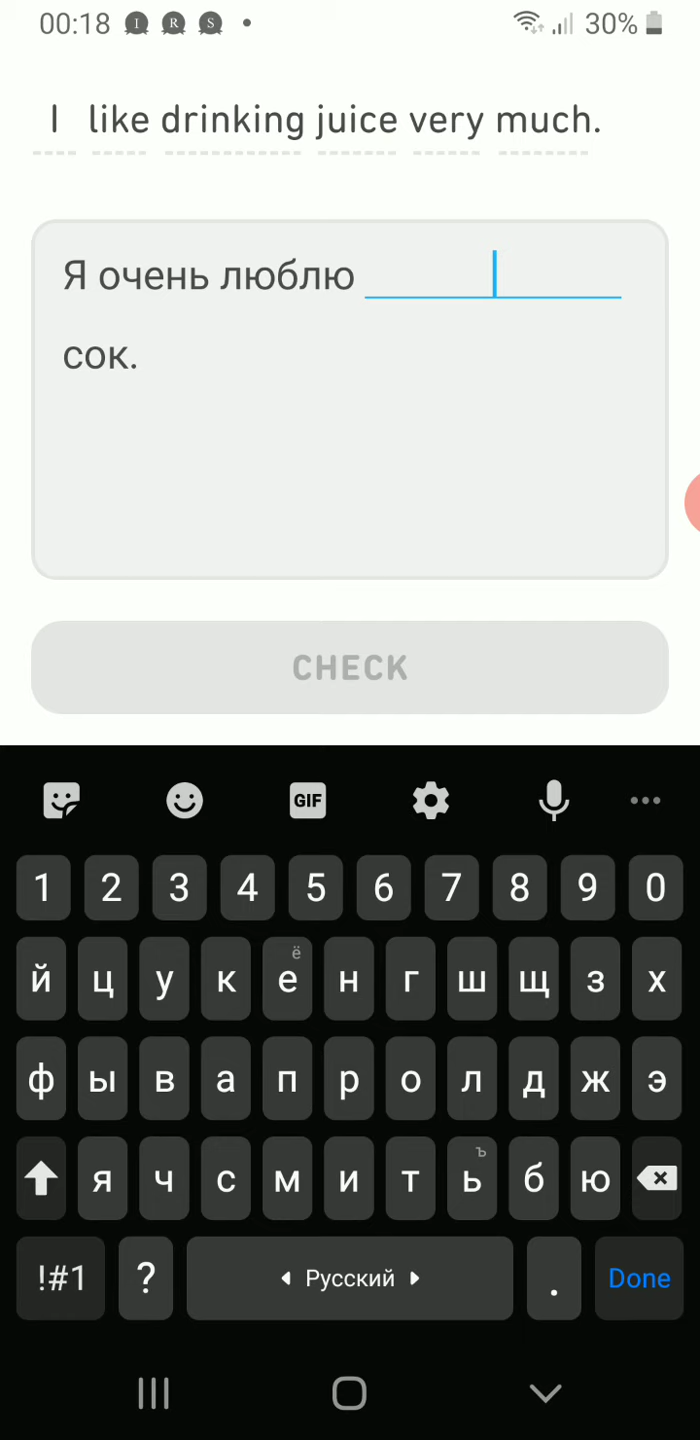 00:18 I R S 30%
I like drinking juice very much.
Я очень люблю
сок.
CHECK
GIF
1 2 3 4 5 6 7 8 9 0
ё
й ц у к е н г ш щ з х
ф ы в а п р о л д ж э
ъ
я ч с м и т ь б ю
!#1 ? Русский . Done